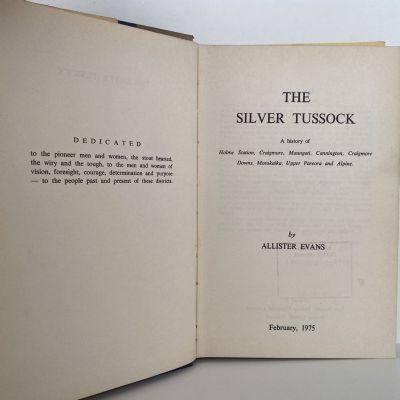 DEDICATED
to the pioneer men and women, the stout hearted,
the wiry and the tough, to the men and women of
vision, foresight, courage, determination and purpose
— to the people past and present of these districts.
THE
SILVER TUSSOCK
A history of
Holme Station, Craigmore, Maungati, Cannington, Craigmore
Downs, Motukaika, Upper Pareora and Alpine.
by
ALLISTER EVANS
February, 1975